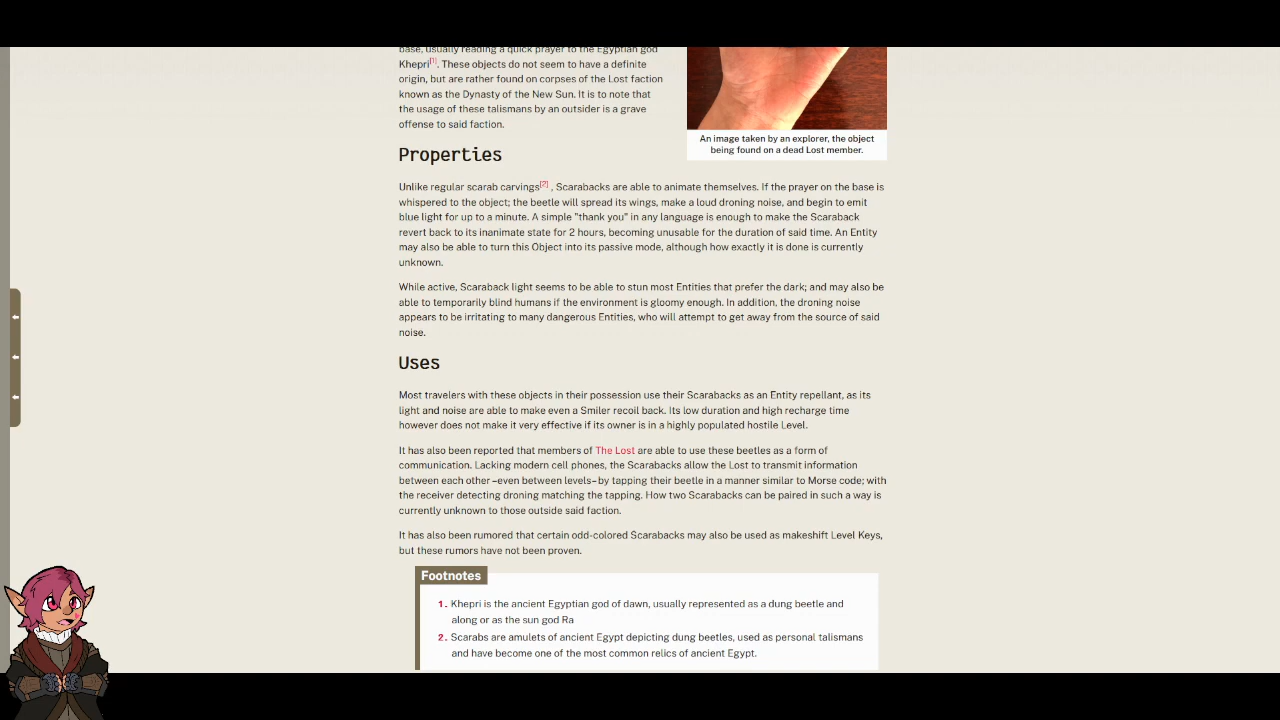 base, usually reading a quick prayer to the Egyptian god
Khepri[1]. These objects do not seem to have a definite
origin, but are rather found on corpses of the Lost faction
known as the Dynasty of the New Sun. It is to note that
the usage of these talismans by an outsider is a grave
offense to said faction.
An image taken by an explorer, the object
being found on a dead Lost member.
Properties
Unlike regular scarab carvings[2] , Scarabacks are able to animate themselves. If the prayer on the base is
whispered to the object; the beetle will spread its wings, make a loud droning noise, and begin to emit
blue light for up to a minute. A simple "thank you" in any language is enough to make the Scaraback
revert back to its inanimate state for 2 hours, becoming unusable for the duration of said time. An Entity
may also be able to turn this Object into its passive mode, although how exactly it is done is currently
unknown.
While active, Scaraback light seems to be able to stun most Entities that prefer the dark; and may also be
able to temporarily blind humans if the environment is gloomy enough. In addition, the droning noise
appears to be irritating to many dangerous Entities, who will attempt to get away from the source of said
noise.
Uses
Most travelers with these objects in their possession use their Scarabacks as an Entity repellant, as its
light and noise are able to make even a Smiler recoil back. Its low duration and high recharge time
however does not make it very effective if its owner is in a highly populated hostile Level.
It has also been reported that members of The Lost are able to use these beetles as a form of
communication. Lacking modern cell phones, the Scarabacks allow the Lost to transmit information
between each other–even between levels–by tapping their beetle in a manner similar to Morse code; with
the receiver detecting droning matching the tapping. How two Scarabacks can be paired in such a way is
currently unknown to those outside said faction.
It has also been rumored that certain odd-colored Scarabacks may also be used as makeshift Level Keys,
but these rumors have not been proven.
Footnotes
1. Khepri is the ancient Egyptian god of dawn, usually represented as a dung beetle and
along or as the sun god Ra
2. Scarabs are amulets of ancient Egypt depicting dung beetles, used as personal talismans
and have become one of the most common relics of ancient Egypt.